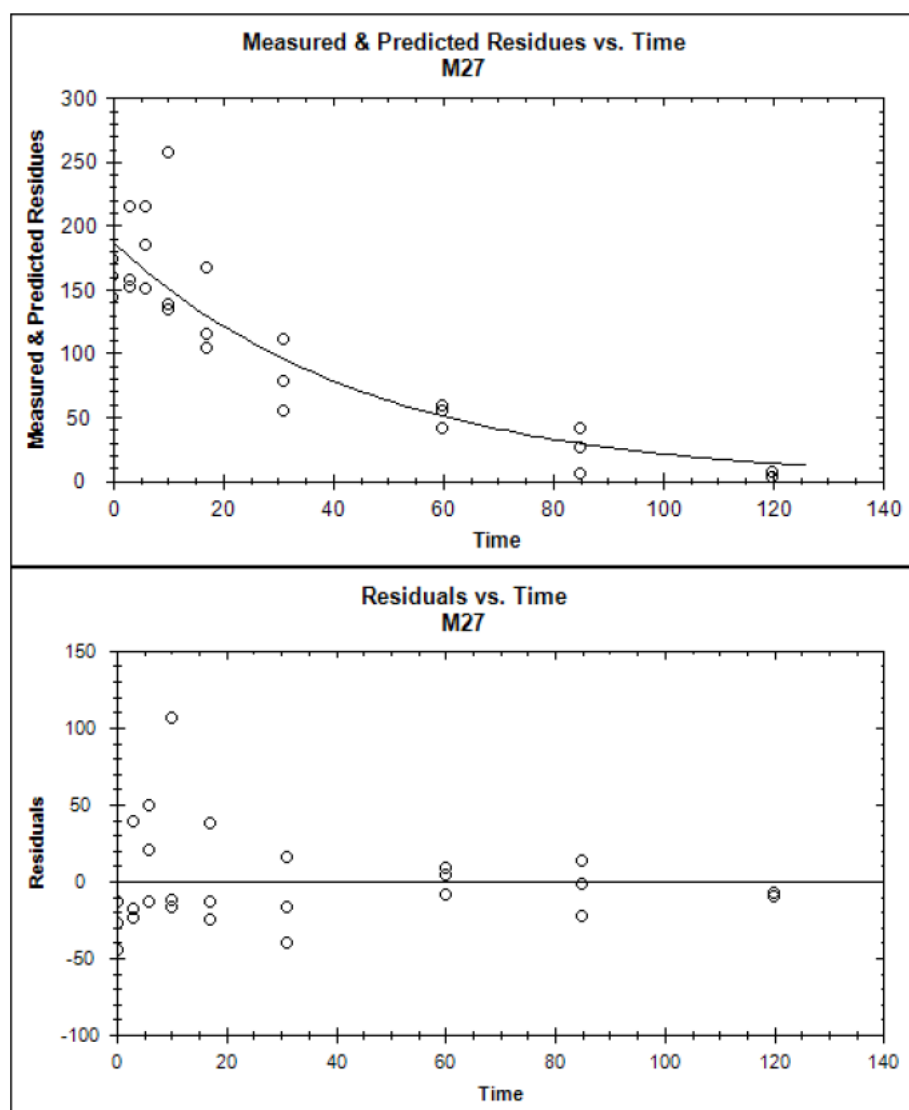 Measured & Predicted Residues vs. Time
M27
Measured & Predicted Residues
300
250
200
150
100
50
0
0 20 40 60 80 100 120 140
Time
Residuals vs. Time
M27
Residuals
150
100
50
0
-50
-100
0 20 40 60 80 100 120 140
Time